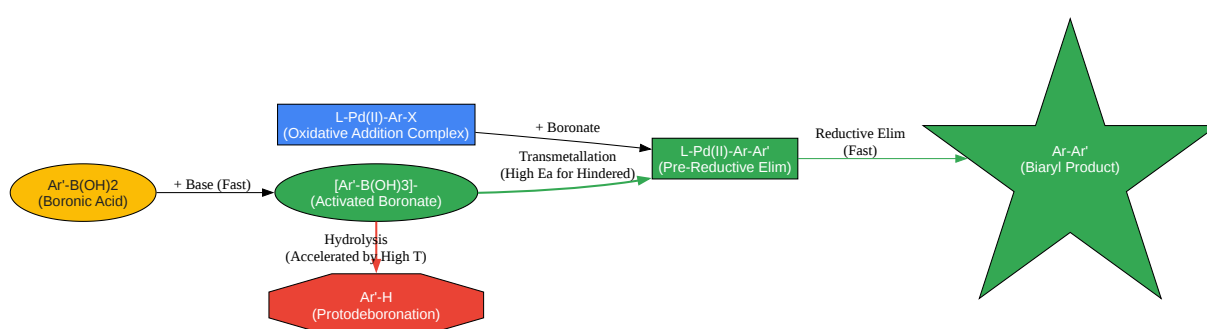 Ar'-B(OH)2
(Boronic Acid)
+ Base (Fast)
[Ar'-B(OH)3]-
(Activated Boronate)
L-Pd(II)-Ar-X
(Oxidative Addition Complex)
+ Boronate
Transmetallation
(High Ea for Hindered)
L-Pd(II)-Ar-Ar'
(Pre-Reductive Elim)
Reductive Elim
(Fast)
Ar-Ar'
(Biaryl Product)
Hydrolysis
(Accelerated by High T)
Ar'-H
(Protodeboronation)